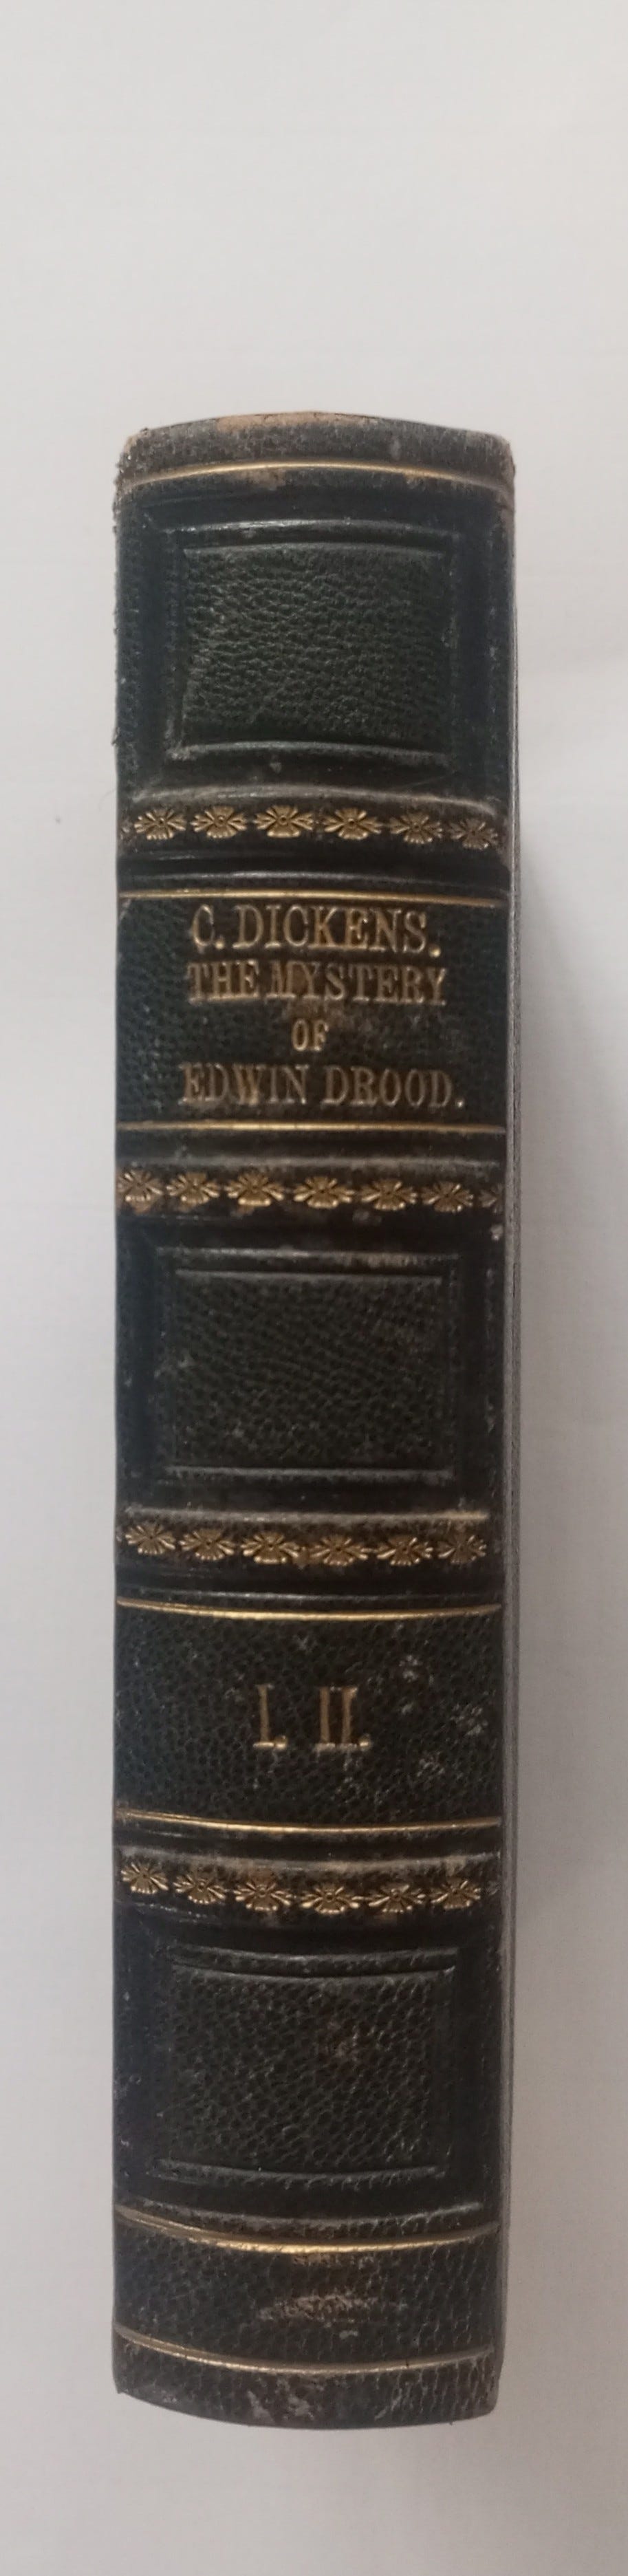 C. DICKENS.
THE MYSTERY
OF
EDWIN DROOD.
I. II.